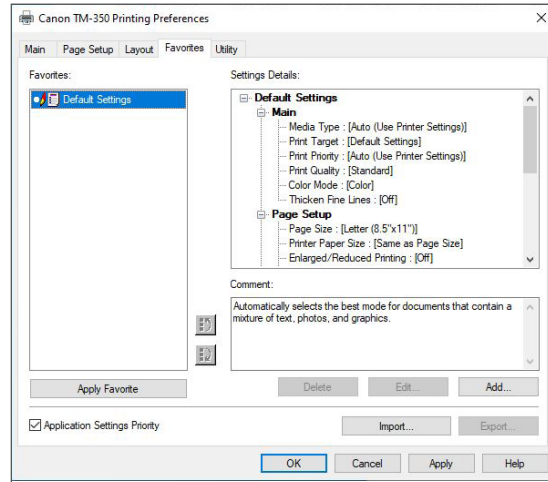 Canon TM-350 Printing Preferences
Main Page Setup Layout Favorites Utility
Favorites:
Default Settings
Apply Favorite
Settings Details:
Default Settings
Main
Media Type : [Auto (Use Printer Settings)]
Print Target : [Default Settings]
Print Priority : [Auto (Use Printer Settings)]
Print Quality : [Standard]
Color Mode : [Color]
Thicken Fine Lines : [Off]
Page Setup
Page Size : [Letter (8.5"x11")]
Printer Paper Size : [Same as Page Size]
Enlarged/Reduced Printing : [Off]
Comment:
Automatically selects the best mode for documents that contain a
mixture of text, photos, and graphics.
Delete Edit... Add...
Application Settings Priority
Import... Export...
OK Cancel Apply Help